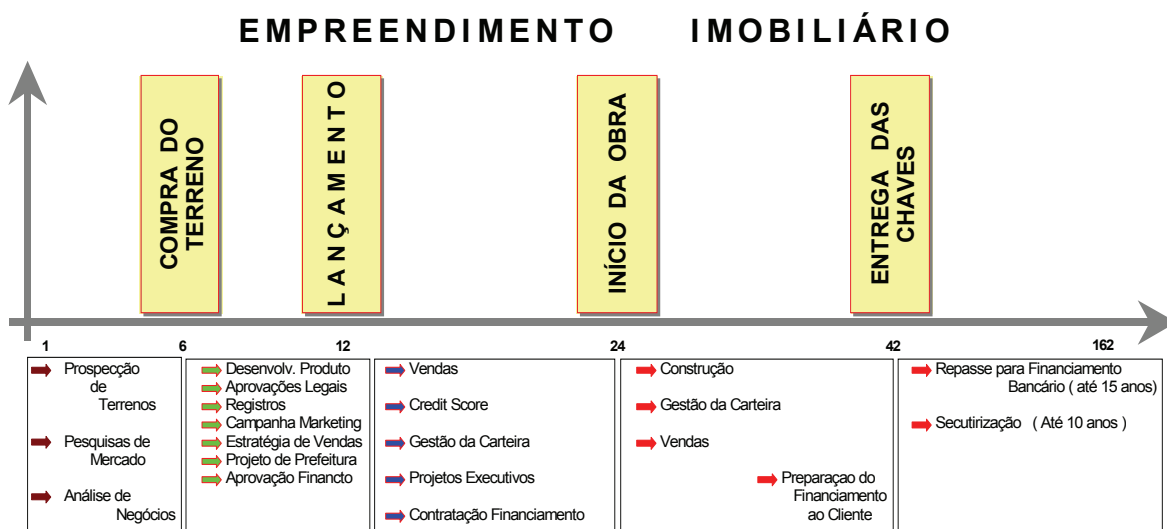 EMPREENDIMENTO IMOBILIÁRIO
COMPRA DO
TERRENO
LANÇAMENTO
INÍCIO DA OBRA
ENTREGA DAS
CHAVES
1 6 12 24 42 162
Prospecção
de
Terrenos
Pesquisas de
Mercado
Análise de
Negócios
Desenvolv. Produto
Aprovações Legais
Registros
Campanha Marketing
Estratégia de Vendas
Projeto de Prefeitura
Aprovação Financto
Vendas
Credit Score
Gestão da Carteira
Projetos Executivos
Contratação Financiamento
Construção
Gestão da Carteira
Vendas
Preparaçao do
Financiamento
ao Cliente
Repasse para Financiamento
Bancário ( até 15 anos)
Secutirização ( Até 10 anos )